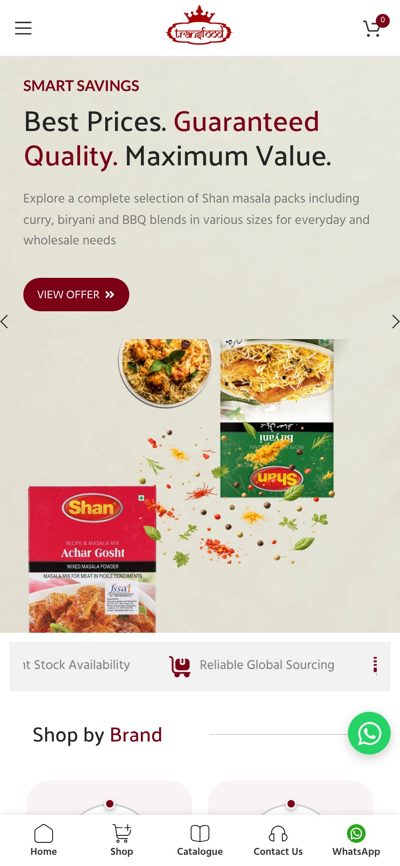 transfood
0
SMART SAVINGS
Best Prices. Guaranteed
Quality. Maximum Value.
Explore a complete selection of Shan masala packs including
curry, biryani and BBQ blends in various sizes for everyday and
wholesale needs
VIEW OFFER
Biryani
Shan
Shan
RECIPE & MASALA MIX
Achar Gosht
MIXED MASALA POWDER
MASALA MIX FOR MEAT IN PICKLE CONDIMENTS
fssai
nt Stock Availability
Reliable Global Sourcing
Shop by Brand
Home
Shop
Catalogue
Contact Us
WhatsApp